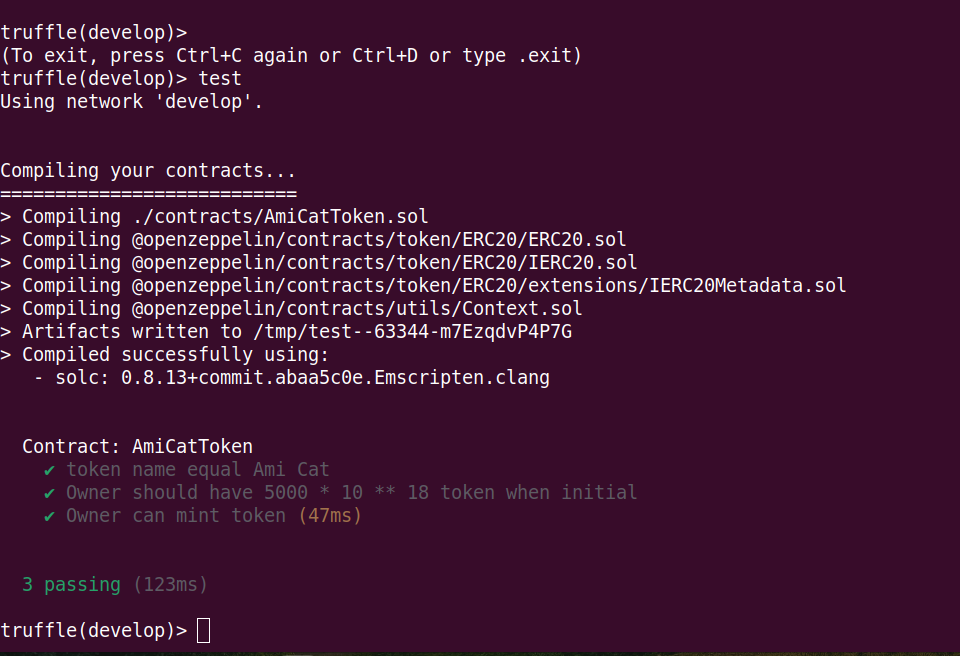 truffle(develop)>
(To exit, press Ctrl+C again or Ctrl+D or type .exit)
truffle(develop)> test
Using network 'develop'.
Compiling your contracts...
===========================
> Compiling ./contracts/AmiCatToken.sol
> Compiling @openzeppelin/contracts/token/ERC20/ERC20.sol
> Compiling @openzeppelin/contracts/token/ERC20/IERC20.sol
> Compiling @openzeppelin/contracts/token/ERC20/extensions/IERC20Metadata.sol
> Compiling @openzeppelin/contracts/utils/Context.sol
> Artifacts written to /tmp/test--63344-m7EzqdvP4P7G
> Compiled successfully using:
- solc: 0.8.13+commit.abaa5c0e.Emscripten.clang
Contract: AmiCatToken
✔ token name equal Ami Cat
✔ Owner should have 5000 * 10 ** 18 token when initial
✔ Owner can mint token (47ms)
3 passing (123ms)
truffle(develop)>